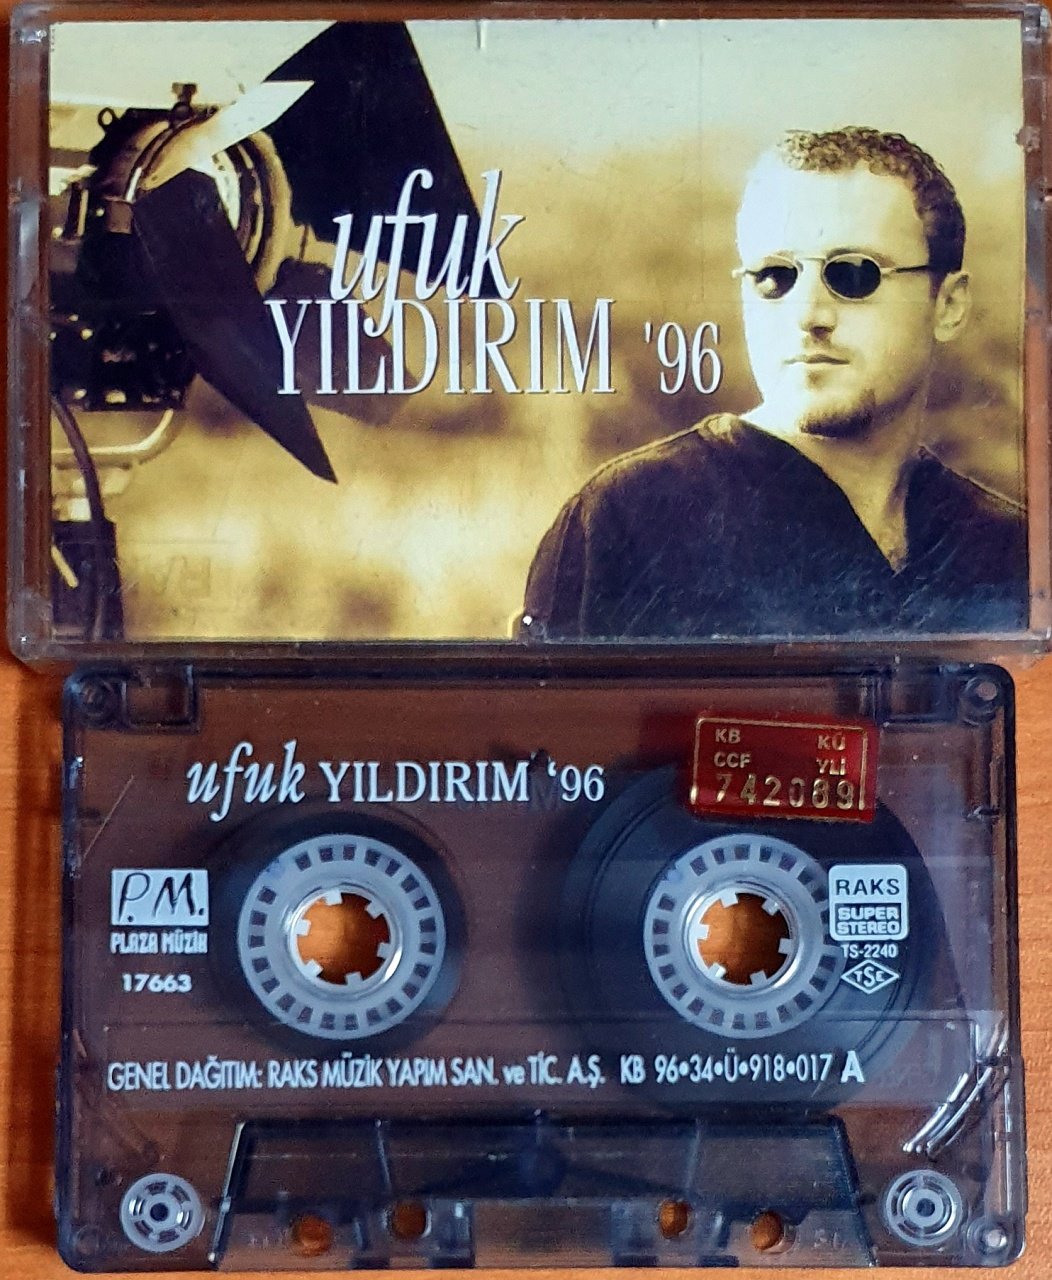 ufuk
YILDIRIM '96
ufuk YILDIRIM '96
KB KÜ
CCF YLİ
742089
P.M.
PLAZA MÜZİK
17663
RAKS
SUPER
STEREO
TS-2240
TSE
GENEL DAĞITIM: RAKS MÜZİK YAPIM SAN. ve TİC. A.Ş. KB 96•34•Ü•918•017 A